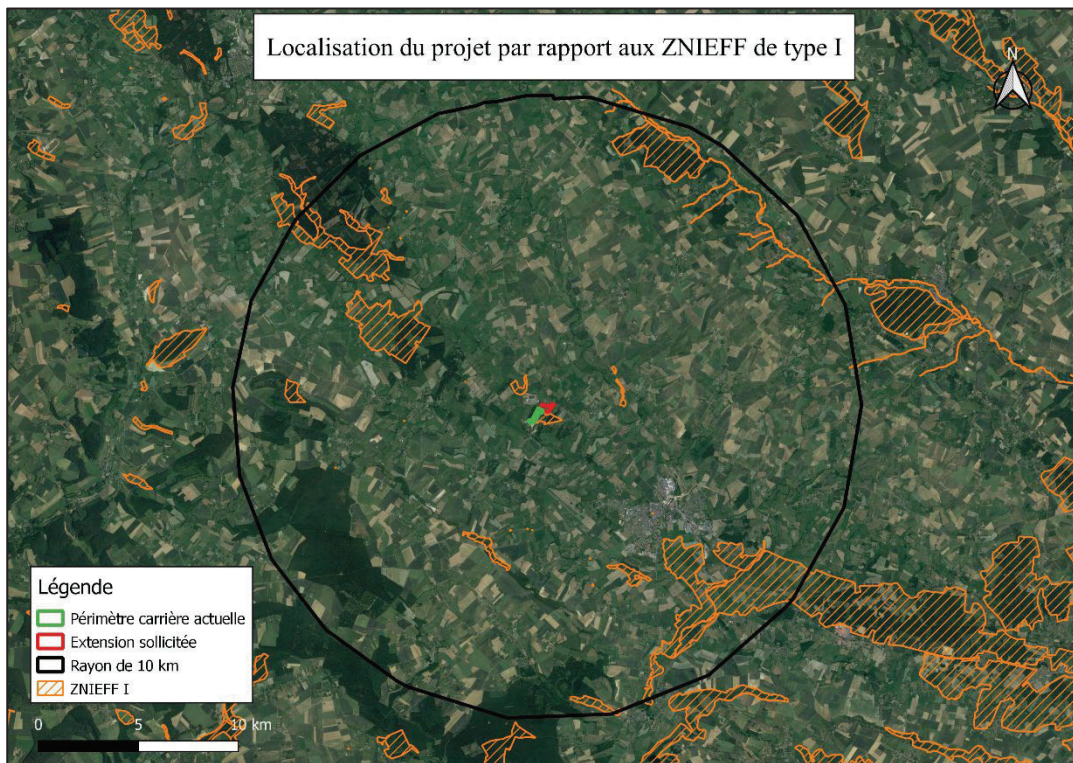 Localisation du projet par rapport aux ZNIEFF de type I
N
Légende
Périmètre carrière actuelle
Extension sollicitée
Rayon de 10 km
ZNIEFF I
0 5 10 km